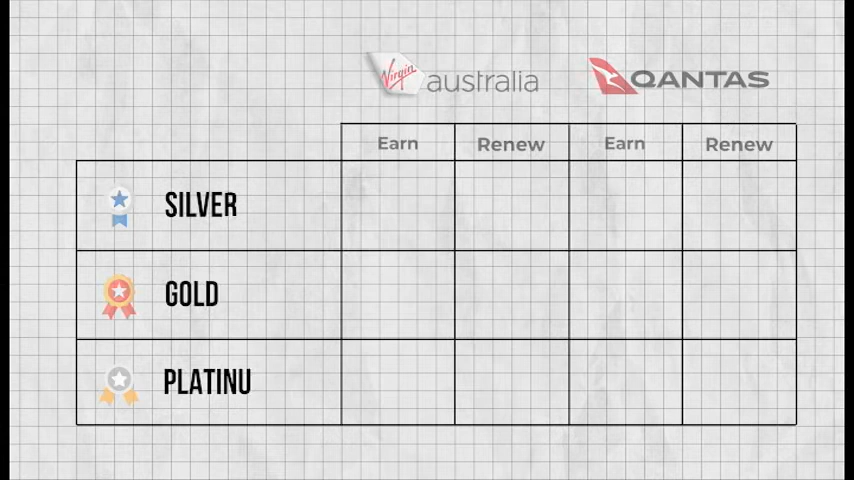 Virgin australia QANTAS
Earn Renew Earn Renew
SILVER
GOLD
PLATINU